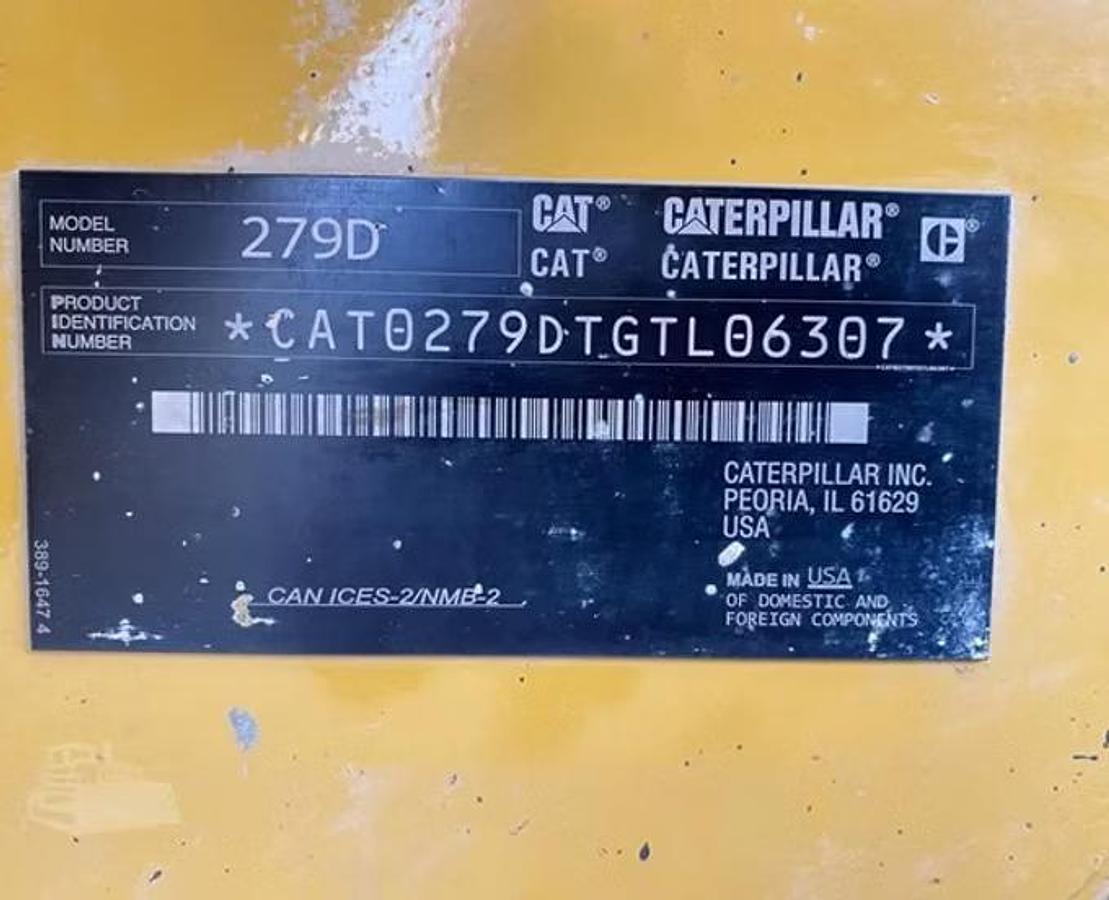 MODEL
NUMBER
279D
CAT®
CATERPILLAR®
CAT®
CATERPILLAR®
PRODUCT
IDENTIFICATION
NUMBER
*CAT0279DTGTL06307*
CATERPILLAR INC.
PEORIA, IL 61629
USA
MADE IN USA
OF DOMESTIC AND
FOREIGN COMPONENTS
CAN ICES-2/NMB-2
389-1647 4